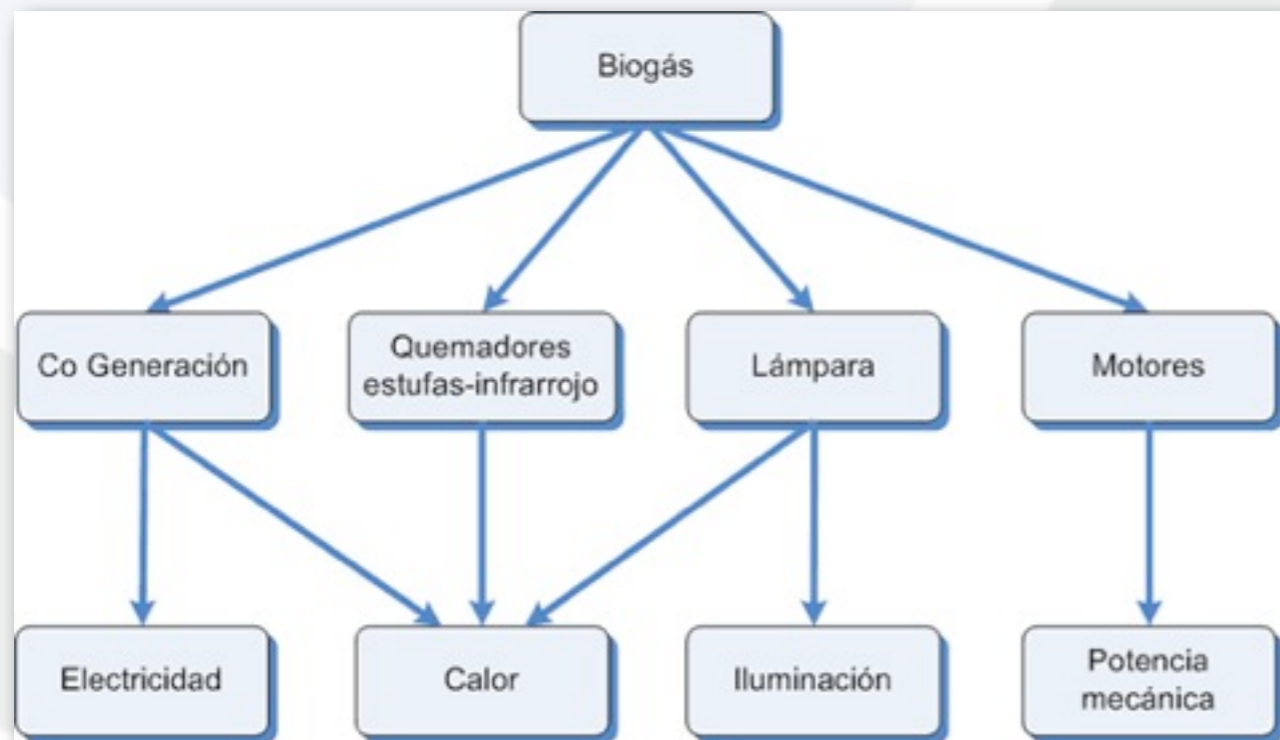 Biogás
Co Generación
Quemadores
estufas-infrarrojo
Lámpara
Motores
Electricidad
Calor
Iluminación
Potencia
mecánica